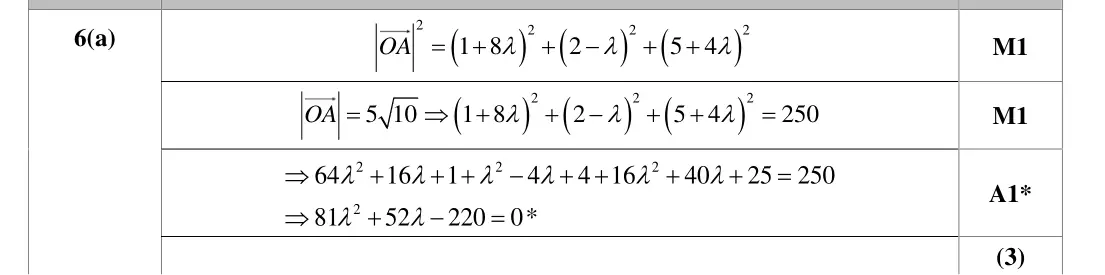 6(a)
|OA⃗|² = (1+8λ)² + (2−λ)² + (5+4λ)² M1
|OA⃗| = 5√10 ⇒ (1+8λ)² + (2−λ)² + (5+4λ)² = 250 M1
⇒ 64λ² + 16λ + 1 + λ² − 4λ + 4 + 16λ² + 40λ + 25 = 250
⇒ 81λ² + 52λ − 220 = 0 * A1*
(3)